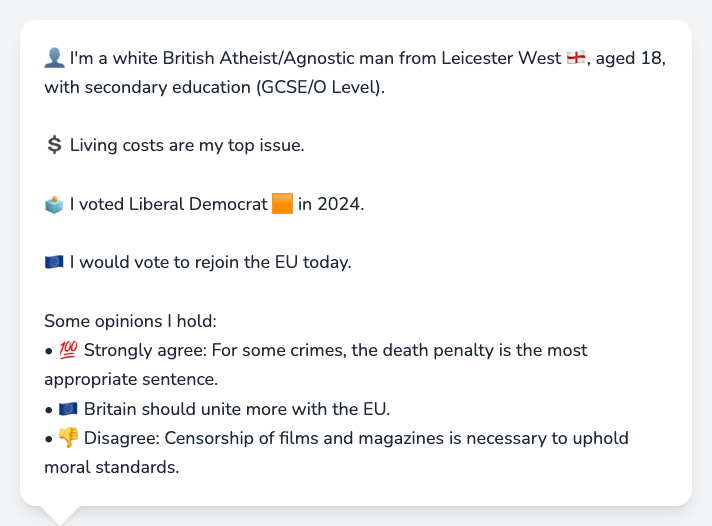 👤 I'm a white British Atheist/Agnostic man from Leicester West 🏴󠁧󠁢󠁥󠁮󠁧󠁿, aged 18,
with secondary education (GCSE/O Level).
💲 Living costs are my top issue.
🗳️ I voted Liberal Democrat 🟧 in 2024.
🇪🇺 I would vote to rejoin the EU today.
Some opinions I hold:
• 💯 Strongly agree: For some crimes, the death penalty is the most
appropriate sentence.
• 🇪🇺 Britain should unite more with the EU.
• 👎 Disagree: Censorship of films and magazines is necessary to uphold
moral standards.